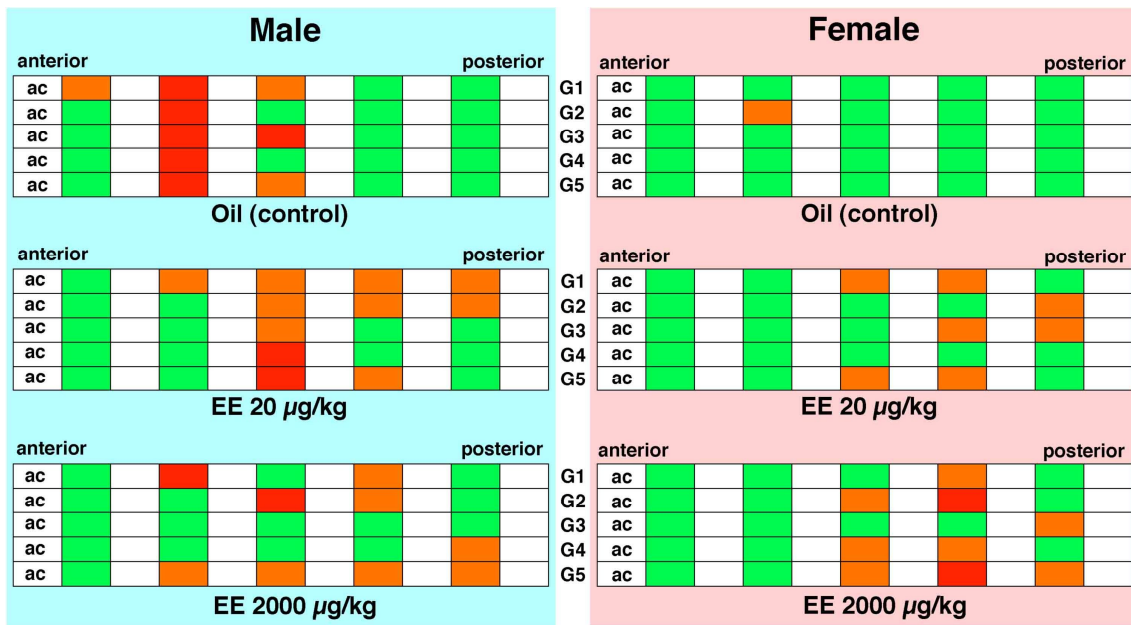 Male Female
anterior posterior anterior posterior
ac G1 ac
ac G2 ac
ac G3 ac
ac G4 ac
ac G5 ac
Oil (control) Oil (control)
anterior posterior anterior posterior
ac G1 ac
ac G2 ac
ac G3 ac
ac G4 ac
ac G5 ac
EE 20 µg/kg EE 20 µg/kg
anterior posterior anterior posterior
ac G1 ac
ac G2 ac
ac G3 ac
ac G4 ac
ac G5 ac
EE 2000 µg/kg EE 2000 µg/kg